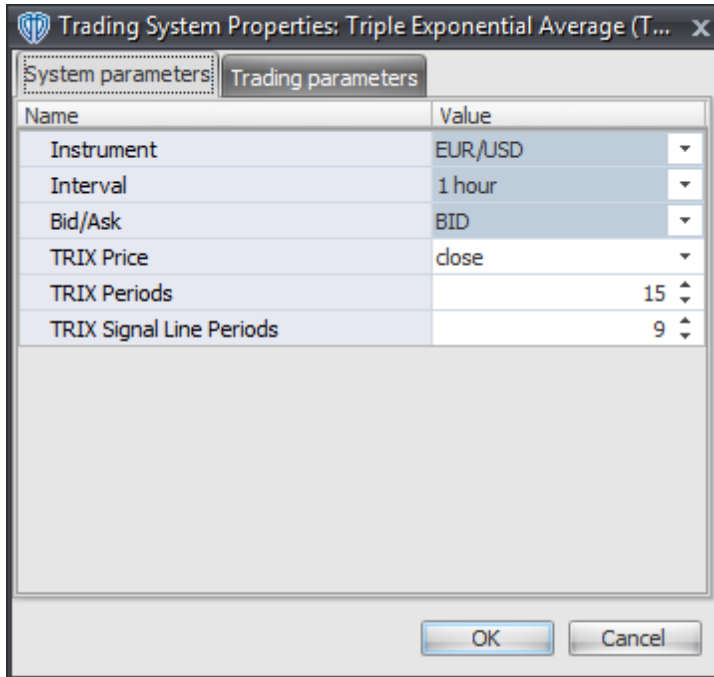 Trading System Properties: Triple Exponential Average (T... x
System parameters Trading parameters
Name Value
Instrument EUR/USD
Interval 1 hour
Bid/Ask BID
TRIX Price close
TRIX Periods 15
TRIX Signal Line Periods 9
OK Cancel